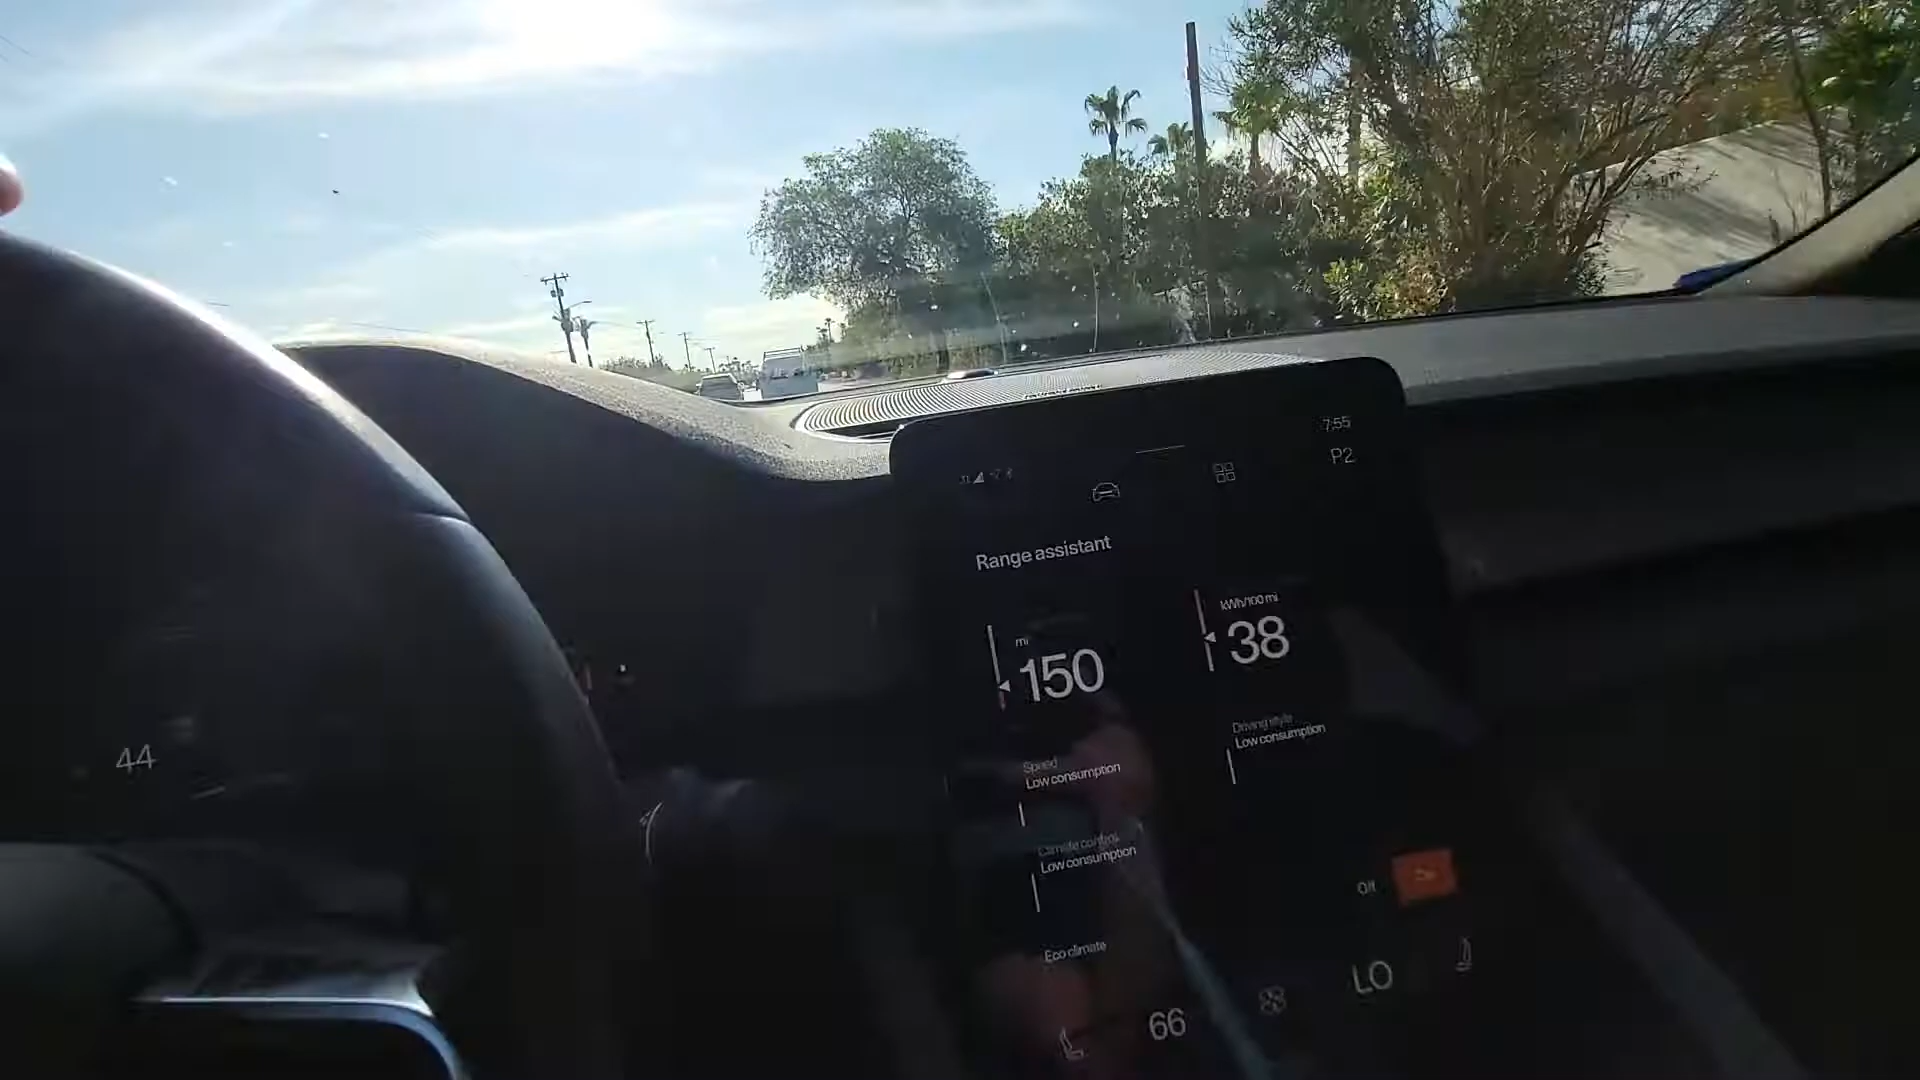 7:55
P2
Range assistant
mi
150
kWh/100 mi
38
Driving style
Low consumption
Speed
Low consumption
Climate control
Low consumption
Off
Eco climate
66
LO
44